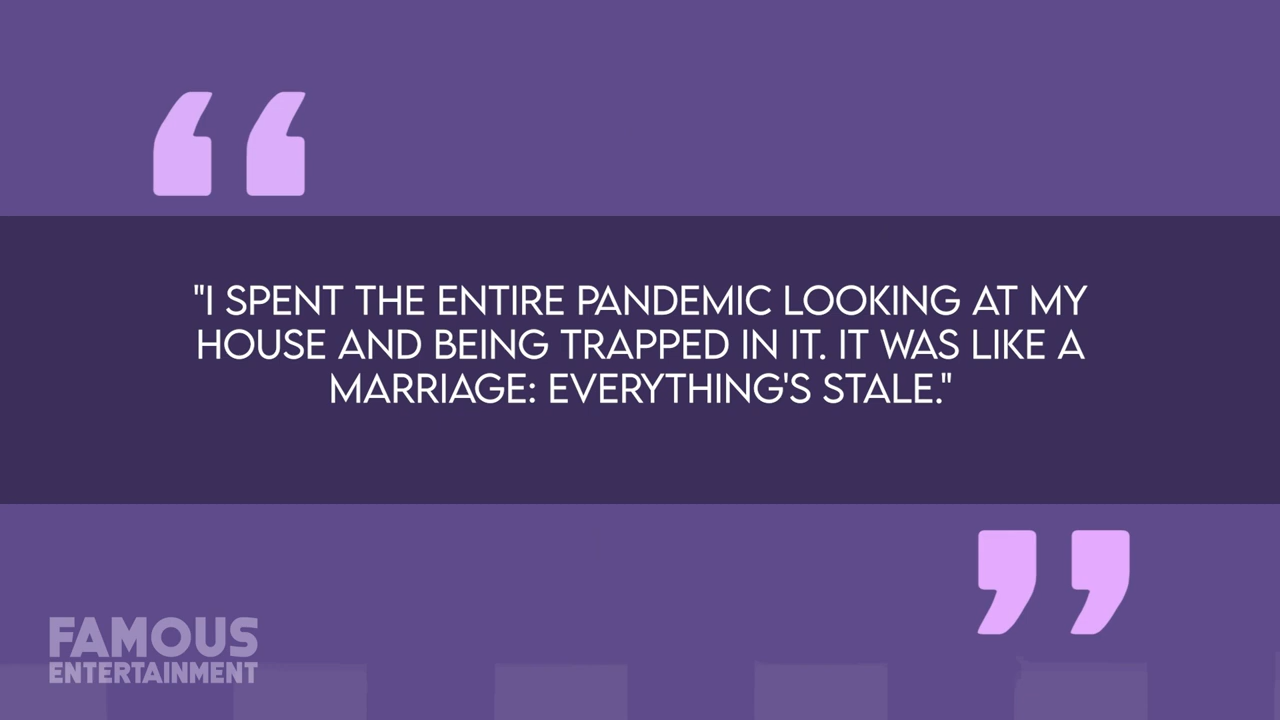 "I SPENT THE ENTIRE PANDEMIC LOOKING AT MY
HOUSE AND BEING TRAPPED IN IT. IT WAS LIKE A
MARRIAGE: EVERYTHING'S STALE."
FAMOUS
ENTERTAINMENT